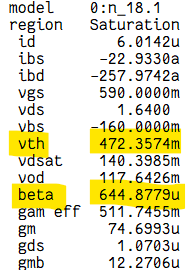 model 0:n_18.1
region Saturation
id 6.0142u
ibs -22.9330a
ibd -257.9742a
vgs 590.0000m
vds 1.6400
vbs -160.0000m
vth 472.3574m
vdsat 140.3985m
vod 117.6426m
beta 644.8779u
gam eff 511.7455m
gm 74.6993u
gds 1.0703u
gmb 12.2706u